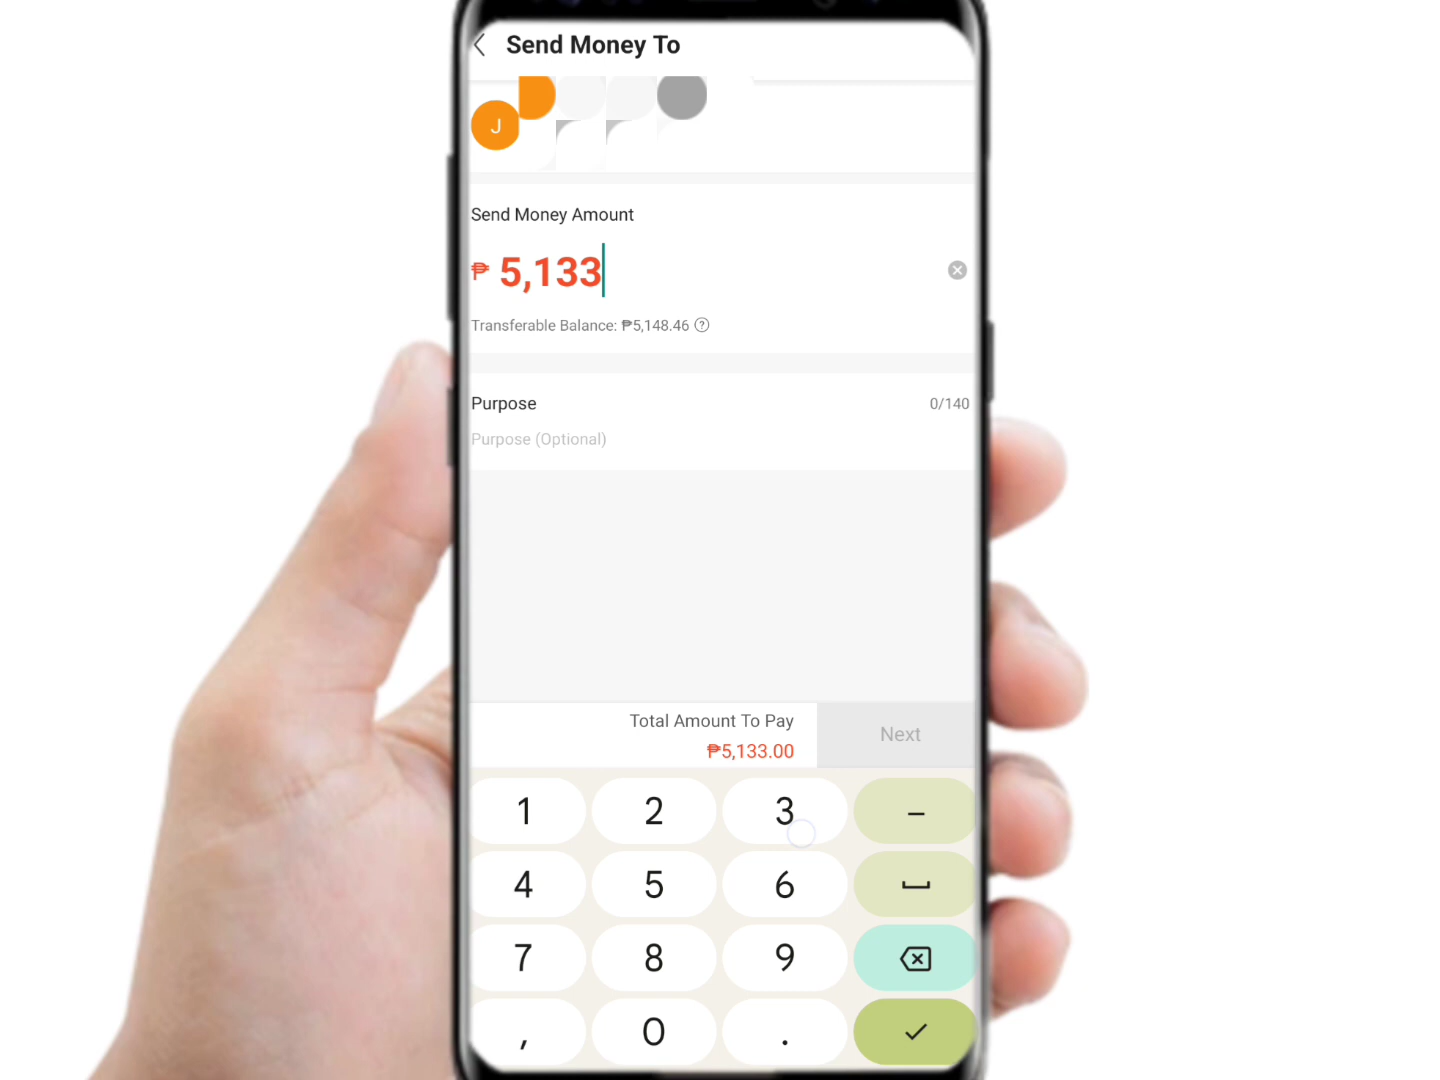 Send Money To
J
Send Money Amount
₱ 5,133
Transferable Balance: ₱5,148.46 ?
Purpose 0/140
Purpose (Optional)
Total Amount To Pay
₱5,133.00
Next
1 2 3 –
4 5 6
7 8 9
, 0 .